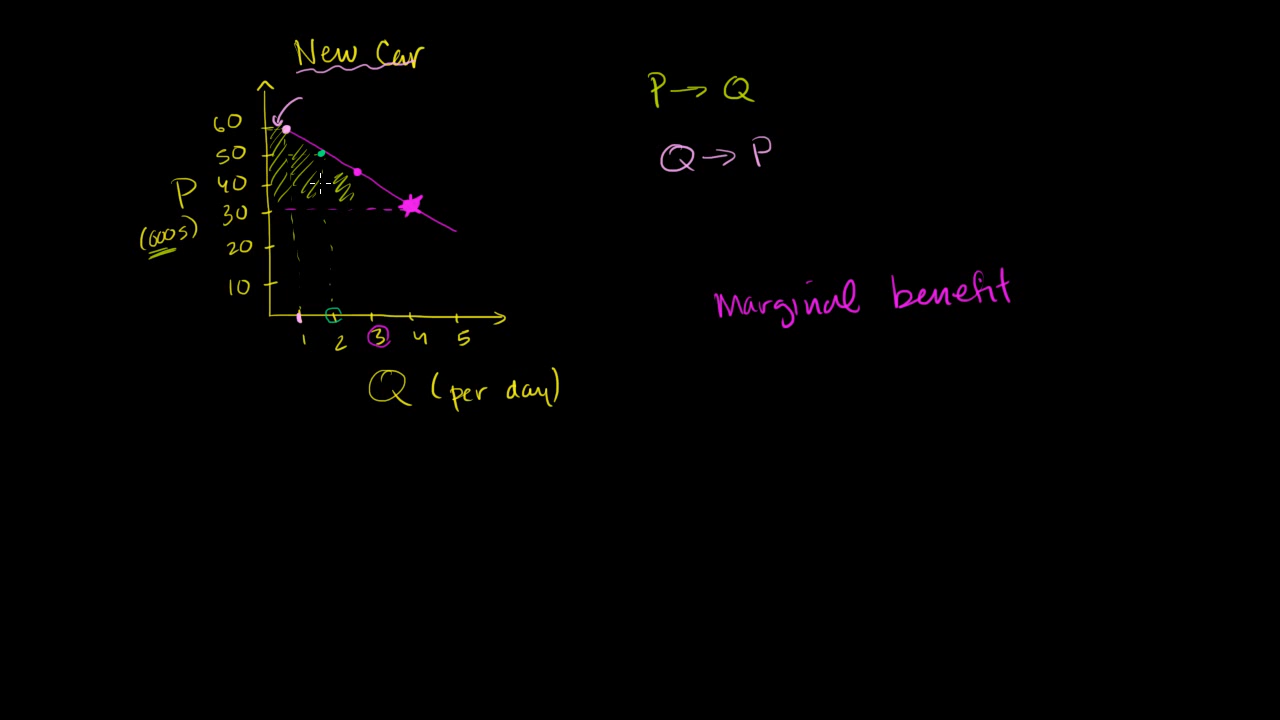 New Car
P → Q
Q → P
60
50
40
30
20
10
P
(000s)
Marginal benefit
1 2 3 4 5
Q (per day)